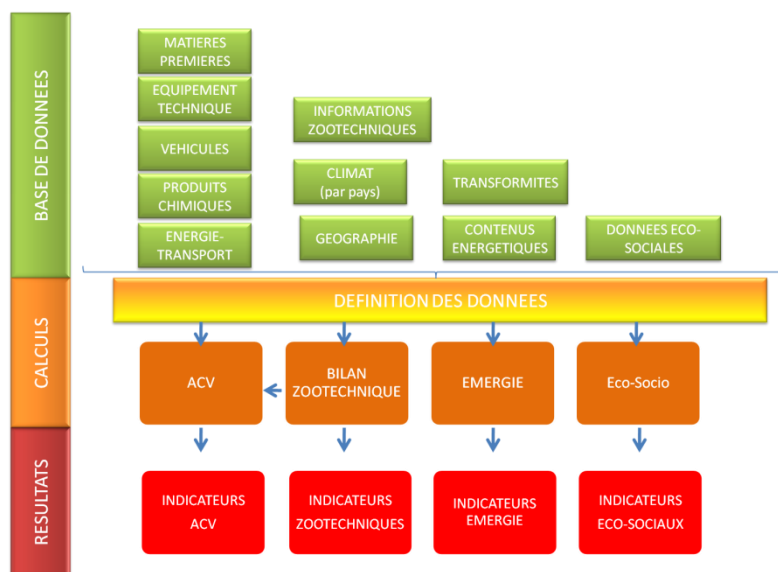 BASE DE DONNEES
MATIERES
PREMIERES
EQUIPEMENT
TECHNIQUE
VEHICULES
PRODUITS
CHIMIQUES
ENERGIE-
TRANSPORT
INFORMATIONS
ZOOTECHNIQUES
CLIMAT
(par pays)
GEOGRAPHIE
TRANSFORMITES
CONTENUS
ENERGETIQUES
DONNEES ECO-
SOCIALES
CALCULS
DEFINITION DES DONNEES
ACV
BILAN
ZOOTECHNIQUE
EMERGIE
Eco-Socio
RESULTATS
INDICATEURS
ACV
INDICATEURS
ZOOTECHNIQUES
INDICATEURS
EMERGIE
INDICATEURS
ECO-SOCIAUX